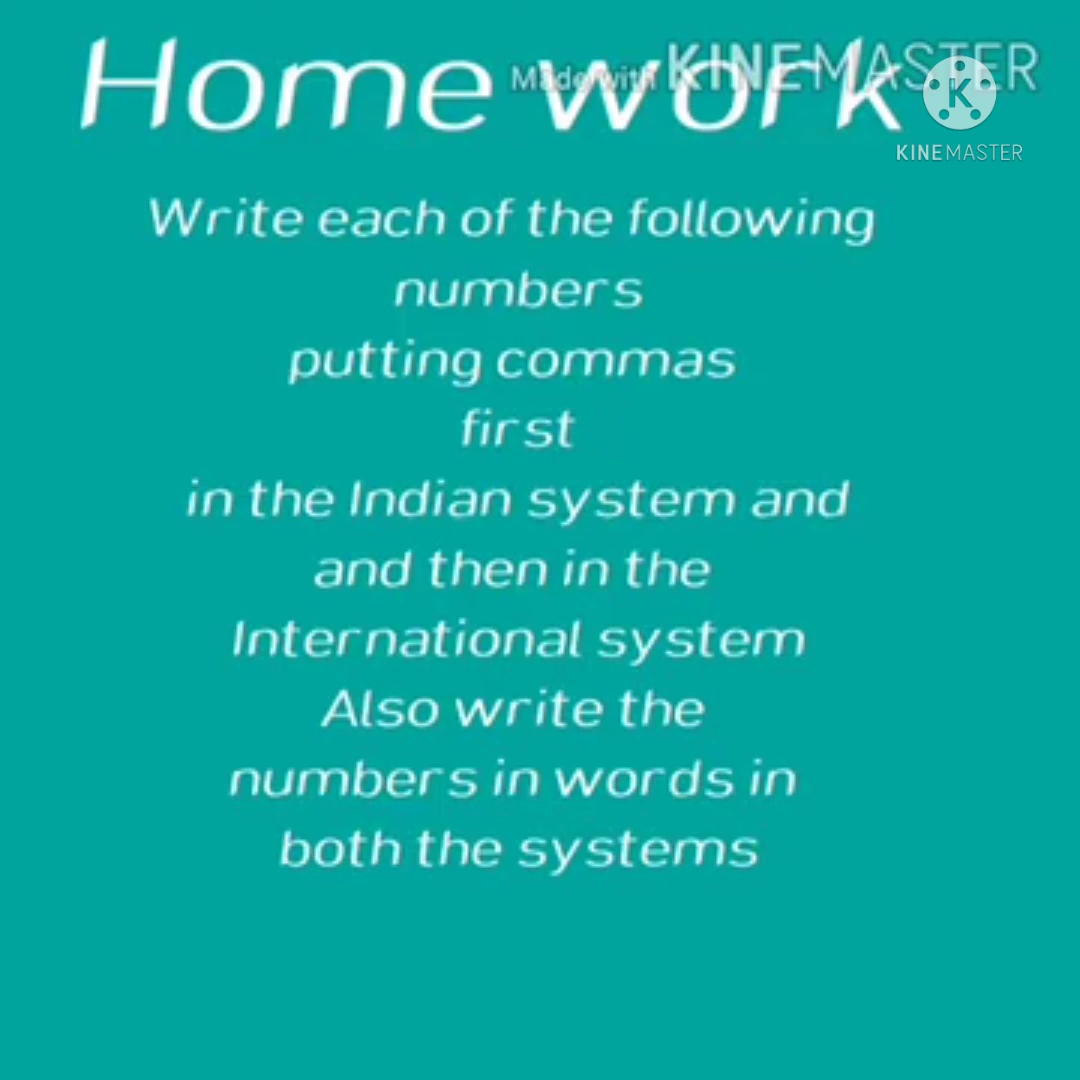 Home work
Made with KINEMASTER
KINEMASTER
Write each of the following
numbers
putting commas
first
in the Indian system and
and then in the
International system
Also write the
numbers in words in
both the systems